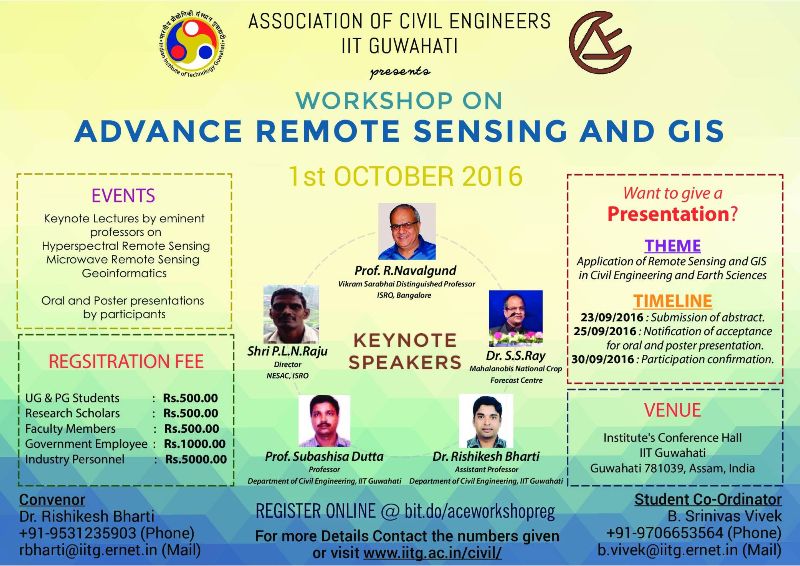 ASSOCIATION OF CIVIL ENGINEERS
IIT GUWAHATI
presents
WORKSHOP ON
ADVANCE REMOTE SENSING AND GIS
1st OCTOBER 2016
EVENTS
Keynote Lectures by eminent
professors on
Hyperspectral Remote Sensing
Microwave Remote Sensing
Geoinformatics
Oral and Poster presentations
by participants
REGSITRATION FEE
UG & PG Students : Rs.500.00
Research Scholars : Rs.500.00
Faculty Members : Rs.500.00
Government Employee : Rs.1000.00
Industry Personnel : Rs.5000.00
Prof. R.Navalgund
Vikram Sarabhai Distinguished Professor
ISRO, Bangalore
Shri P.L.N.Raju
Director
NESAC, ISRO
KEYNOTE
SPEAKERS
Dr. S.S.Ray
Mahalanobis National Crop
Forecast Centre
Prof. Subashisa Dutta
Professor
Department of Civil Engineering, IIT Guwahati
Dr. Rishikesh Bharti
Assistant Professor
Department of Civil Engineering, IIT Guwahati
Want to give a
Presentation?
THEME
Application of Remote Sensing and GIS
in Civil Engineering and Earth Sciences
TIMELINE
23/09/2016 : Submission of abstract.
25/09/2016 : Notification of acceptance
for oral and poster presentation.
30/09/2016 : Participation confirmation.
VENUE
Institute's Conference Hall
IIT Guwahati
Guwahati 781039, Assam, India
Convenor
Dr. Rishikesh Bharti
+91-9531235903 (Phone)
rbharti@iitg.ernet.in (Mail)
REGISTER ONLINE @ bit.do/aceworkshopreg
For more Details Contact the numbers given
or visit www.iitg.ac.in/civil/
Student Co-Ordinator
B. Srinivas Vivek
+91-9706653564 (Phone)
b.vivek@iitg.ernet.in (Mail)
Indian Institute of Technology Guwahati